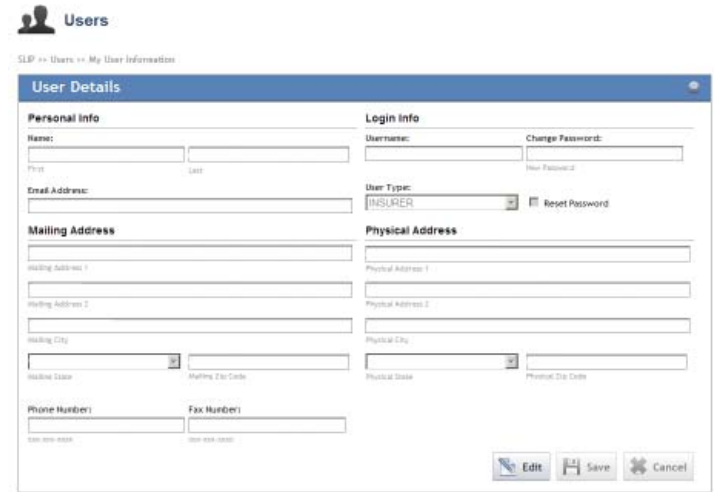 Users
SLIP >> Users >> My User Information
User Details
Personal Info
Login Info
Name:
Username:
Change Password:
First
Last
New Password
Email Address:
User Type:
INSURER
Reset Password
Mailing Address
Physical Address
Mailing Address 1
Physical Address 1
Mailing Address 2
Physical Address 2
Mailing City
Physical City
Mailing State
Mailing Zip Code
Physical State
Physical Zip Code
Phone Number:
Fax Number:
Edit
Save
Cancel